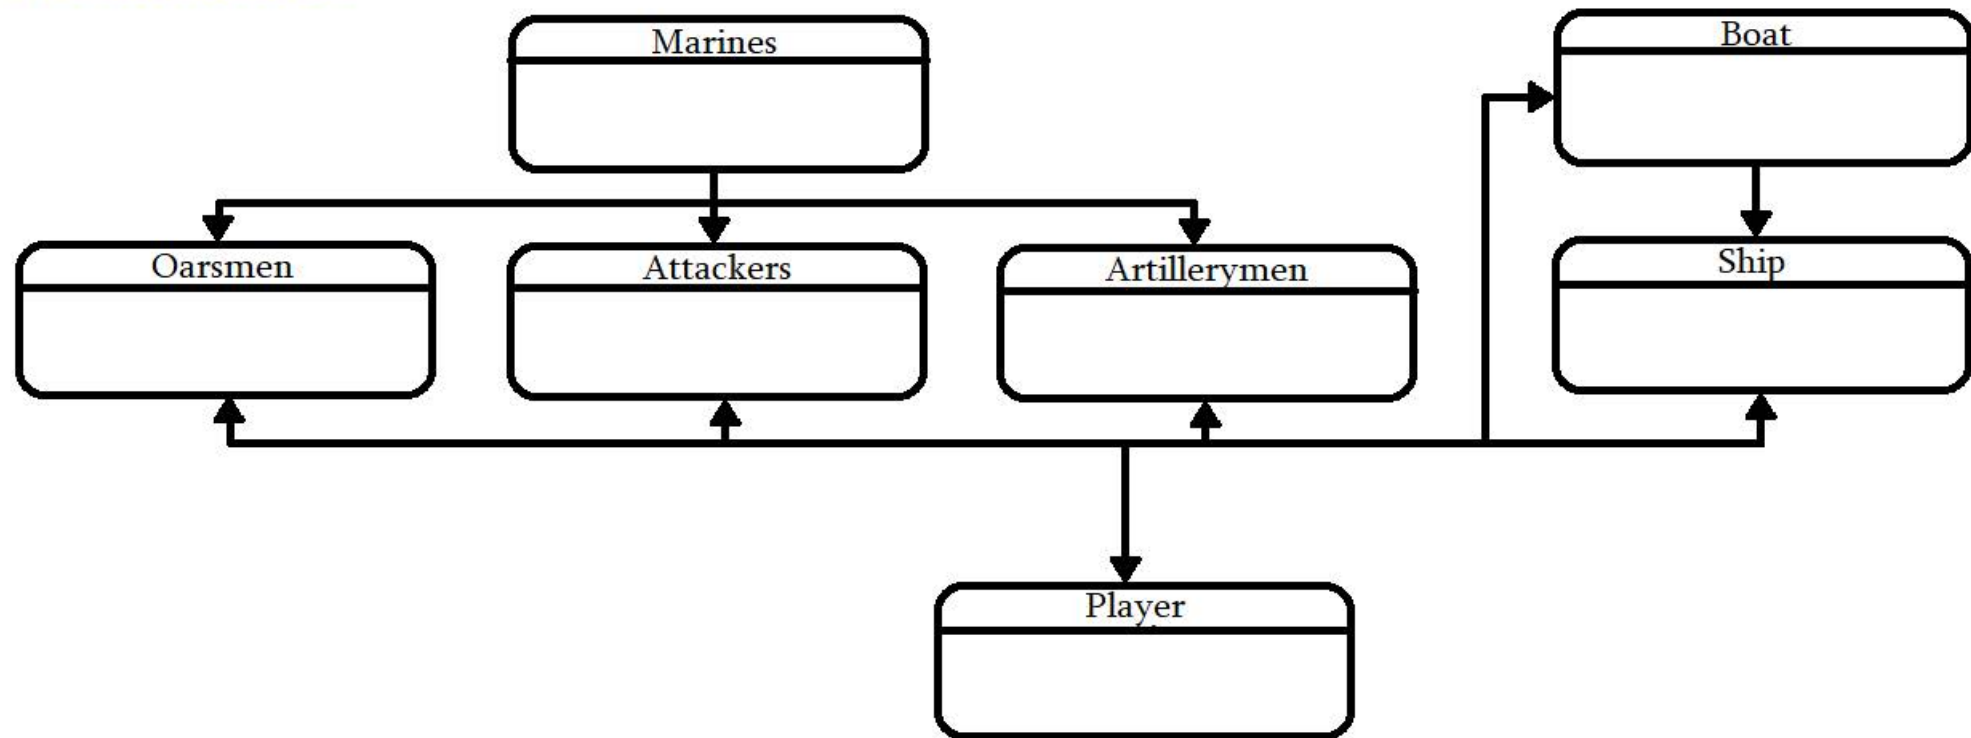 Marines
Boat
Oarsmen
Attackers
Artillerymen
Ship
Player